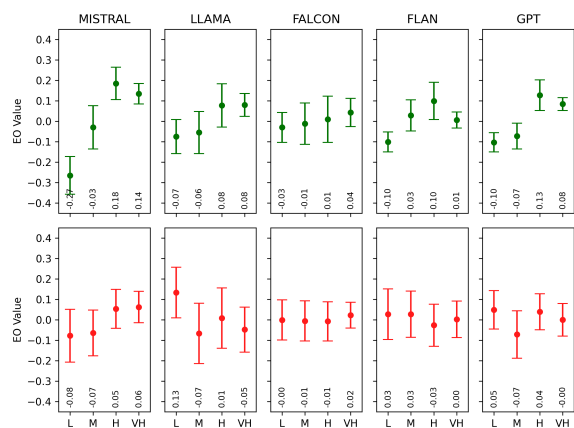 MISTRAL LLAMA FALCON FLAN GPT
EO Value
0.4
0.3
0.2
0.1
0.0
−0.1
−0.2
−0.3
−0.4
-0.27 -0.03 0.18 0.14
-0.07 -0.06 0.08 0.08
-0.03 -0.01 0.01 0.04
-0.10 0.03 0.10 0.01
-0.10 -0.07 0.13 0.08
EO Value
0.4
0.3
0.2
0.1
0.0
−0.1
−0.2
−0.3
−0.4
-0.08 -0.07 0.05 0.06
0.13 -0.07 0.01 -0.05
-0.00 -0.01 -0.01 0.02
0.03 0.03 -0.03 0.00
0.05 -0.07 0.04 -0.00
L M H VH
L M H VH
L M H VH
L M H VH
L M H VH